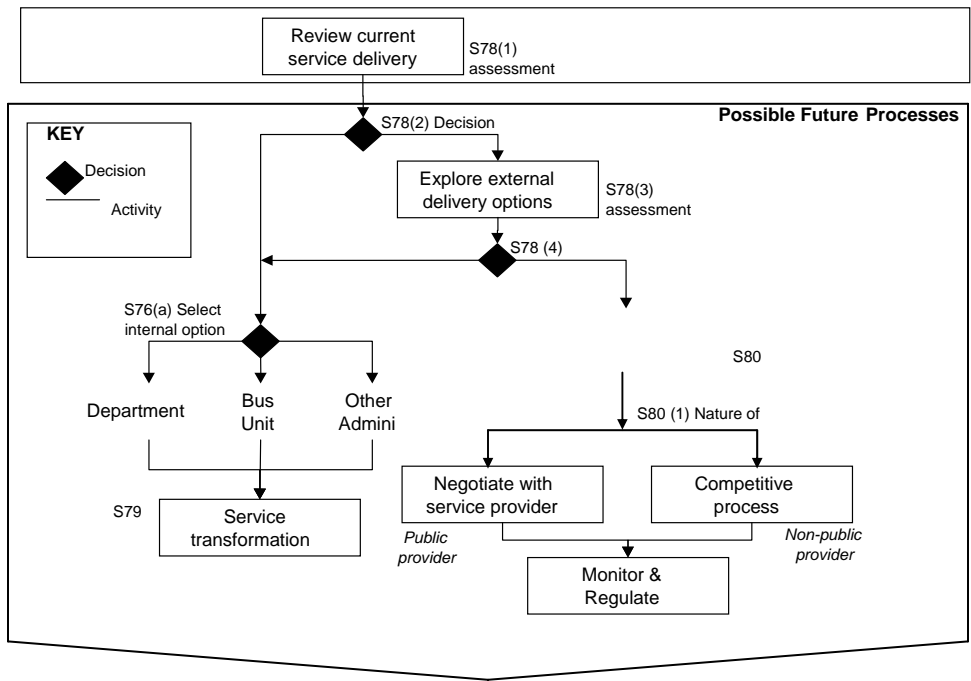 Review current
service delivery
S78(1)
assessment
Possible Future Processes
KEY
Decision
Activity
S78(2) Decision
Explore external
delivery options
S78(3)
assessment
S78 (4)
S76(a) Select
internal option
Department
Bus
Unit
Other
Admini
S80
S80 (1) Nature of
Negotiate with
service provider
Competitive
process
S79
Service
transformation
Public
provider
Non-public
provider
Monitor &
Regulate